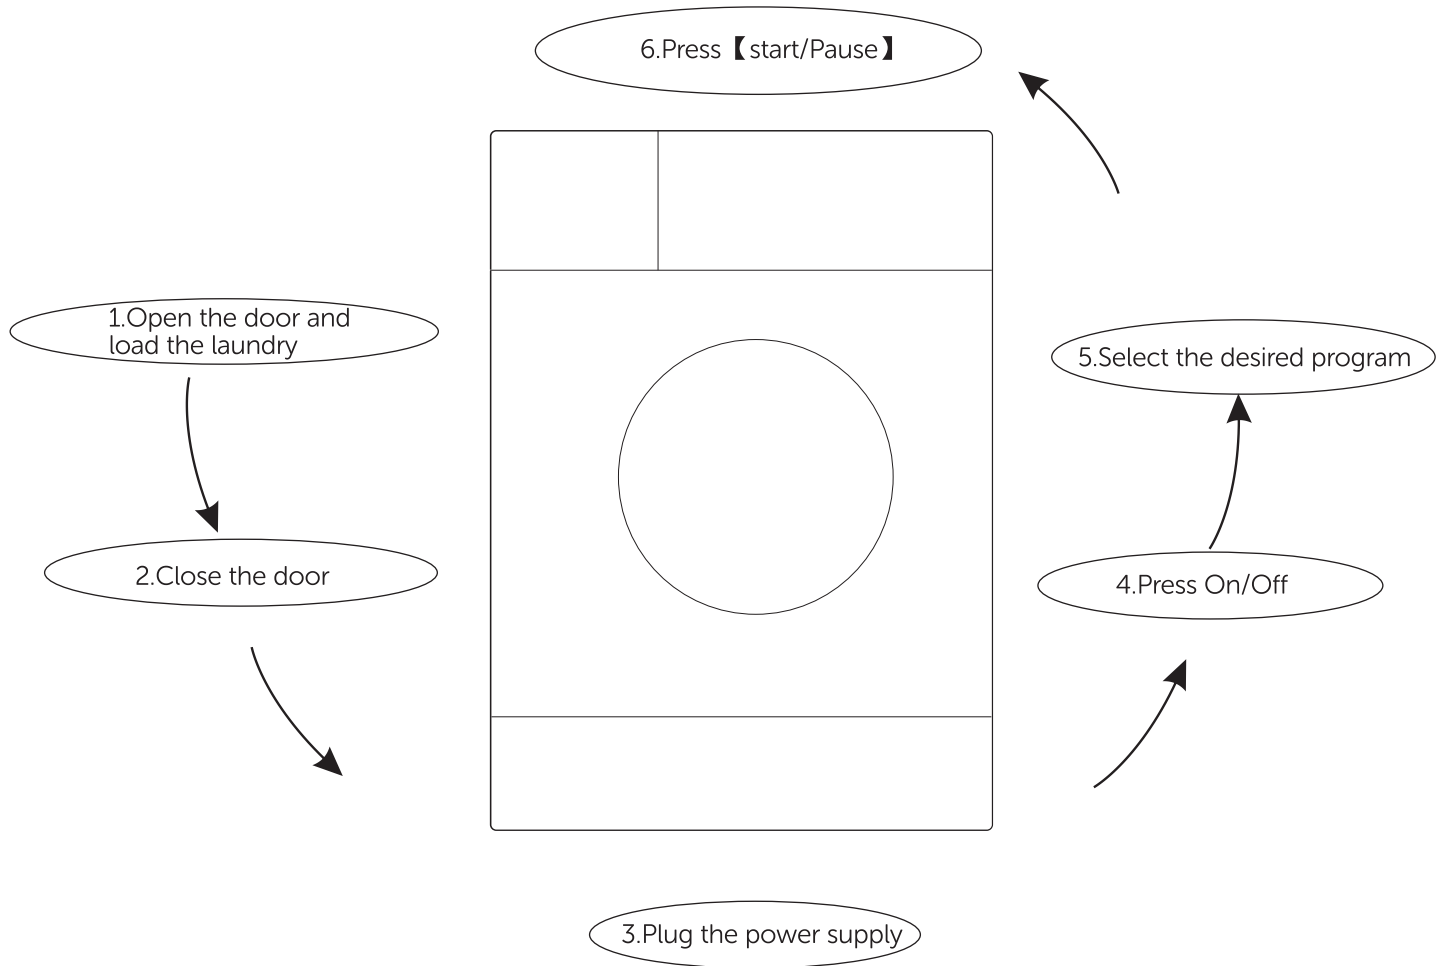 6.Press【start/Pause】
1.Open the door and
load the laundry
5.Select the desired program
2.Close the door
4.Press On/Off
3.Plug the power supply